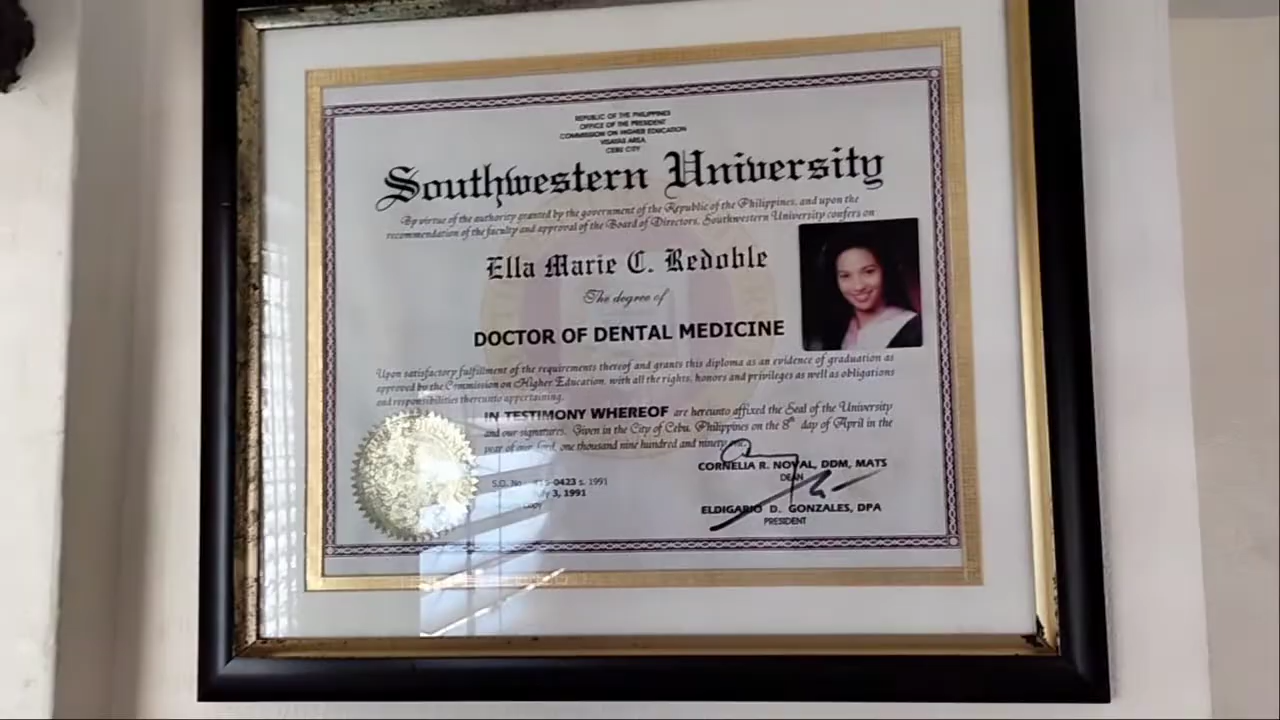 REPUBLIC OF THE PHILIPPINES
OFFICE OF THE PRESIDENT
COMMISSION ON HIGHER EDUCATION
VISAYAS AREA
CEBU CITY
Southwestern University
By virtue of the authority granted by the government of the Republic of the Philippines, and upon the
recommendation of the faculty and approval of the Board of Directors, Southwestern University confers on
Ella Marie C. Redoble
The degree of
DOCTOR OF DENTAL MEDICINE
Upon satisfactory fulfillment of the requirements thereof and grants this diploma as an evidence of graduation as
approved by the Commission on Higher Education, with all the rights, honors and privileges as well as obligations
and responsibilities thereunto appertaining.
IN TESTIMONY WHEREOF are hereunto affixed the Seal of the University
and our signatures. Given in the City of Cebu, Philippines on the 8th day of April in the
year of our lord, one thousand nine hundred and ninety
CORNELIA R. NOVAL, DDM, MATS
DEAN
S.O. No. 0423 s. 1991
3, 1991
Copy
ELDIGARIO D. GONZALES, DPA
PRESIDENT